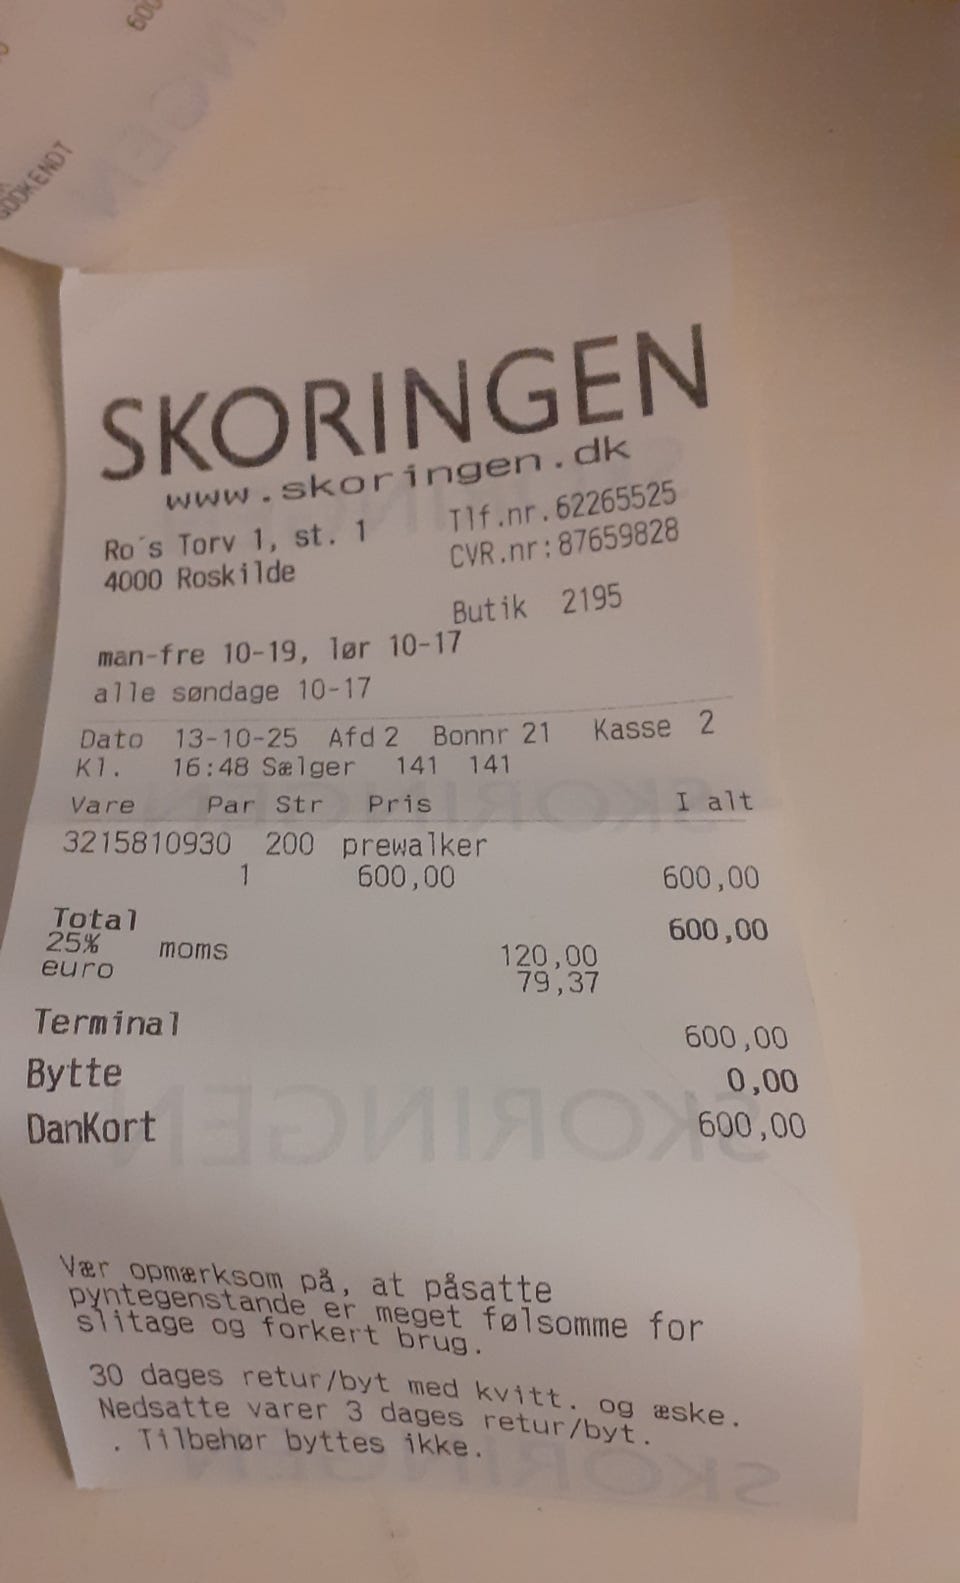 600
GODKENDT
SKORINGEN
www.skoringen.dk
Ro´s Torv 1, st. 1 Tlf.nr.62265525
4000 Roskilde CVR.nr:87659828
Butik 2195
man-fre 10-19, lør 10-17
alle søndage 10-17
Dato 13-10-25 Afd 2 Bonnr 21 Kasse 2
Kl. 16:48 Sælger 141 141
Vare Par Str Pris I alt
3215810930 200 prewalker
1 600,00 600,00
Total 600,00
25% moms 120,00
euro 79,37
Terminal 600,00
Bytte 0,00
DanKort 600,00
Vær opmærksom på, at påsatte
pyntegenstande er meget følsomme for
slitage og forkert brug.
30 dages retur/byt med kvitt. og æske.
Nedsatte varer 3 dages retur/byt.
. Tilbehør byttes ikke.